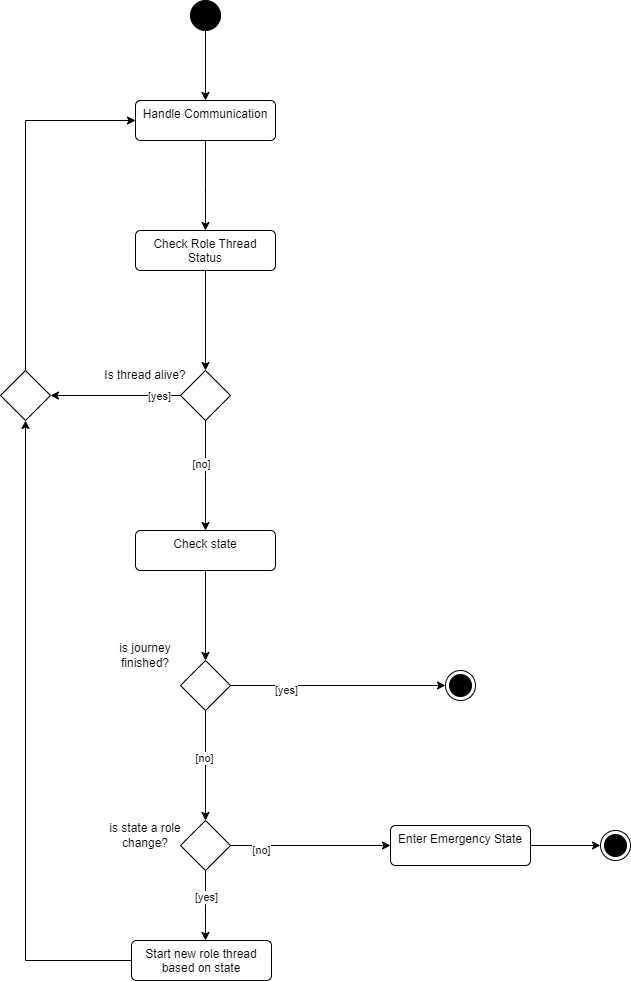 Handle Communication
Check Role Thread
Status
Is thread alive?
[yes]
[no]
Check state
is journey
finished?
[yes]
[no]
is state a role
change?
[no]
Enter Emergency State
[yes]
Start new role thread
based on state